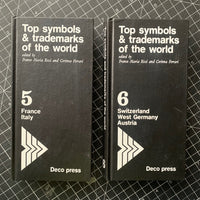 Top symbols
& trademarks
of the world
edited by
Franco Maria Ricci and Corinna Ferrari
5
France
Italy
Deco press
Top symbols
& trademarks
of the world
edited by
Franco Maria Ricci and Corinna Ferrari
6
Switzerland
West Germany
Austria
Deco press